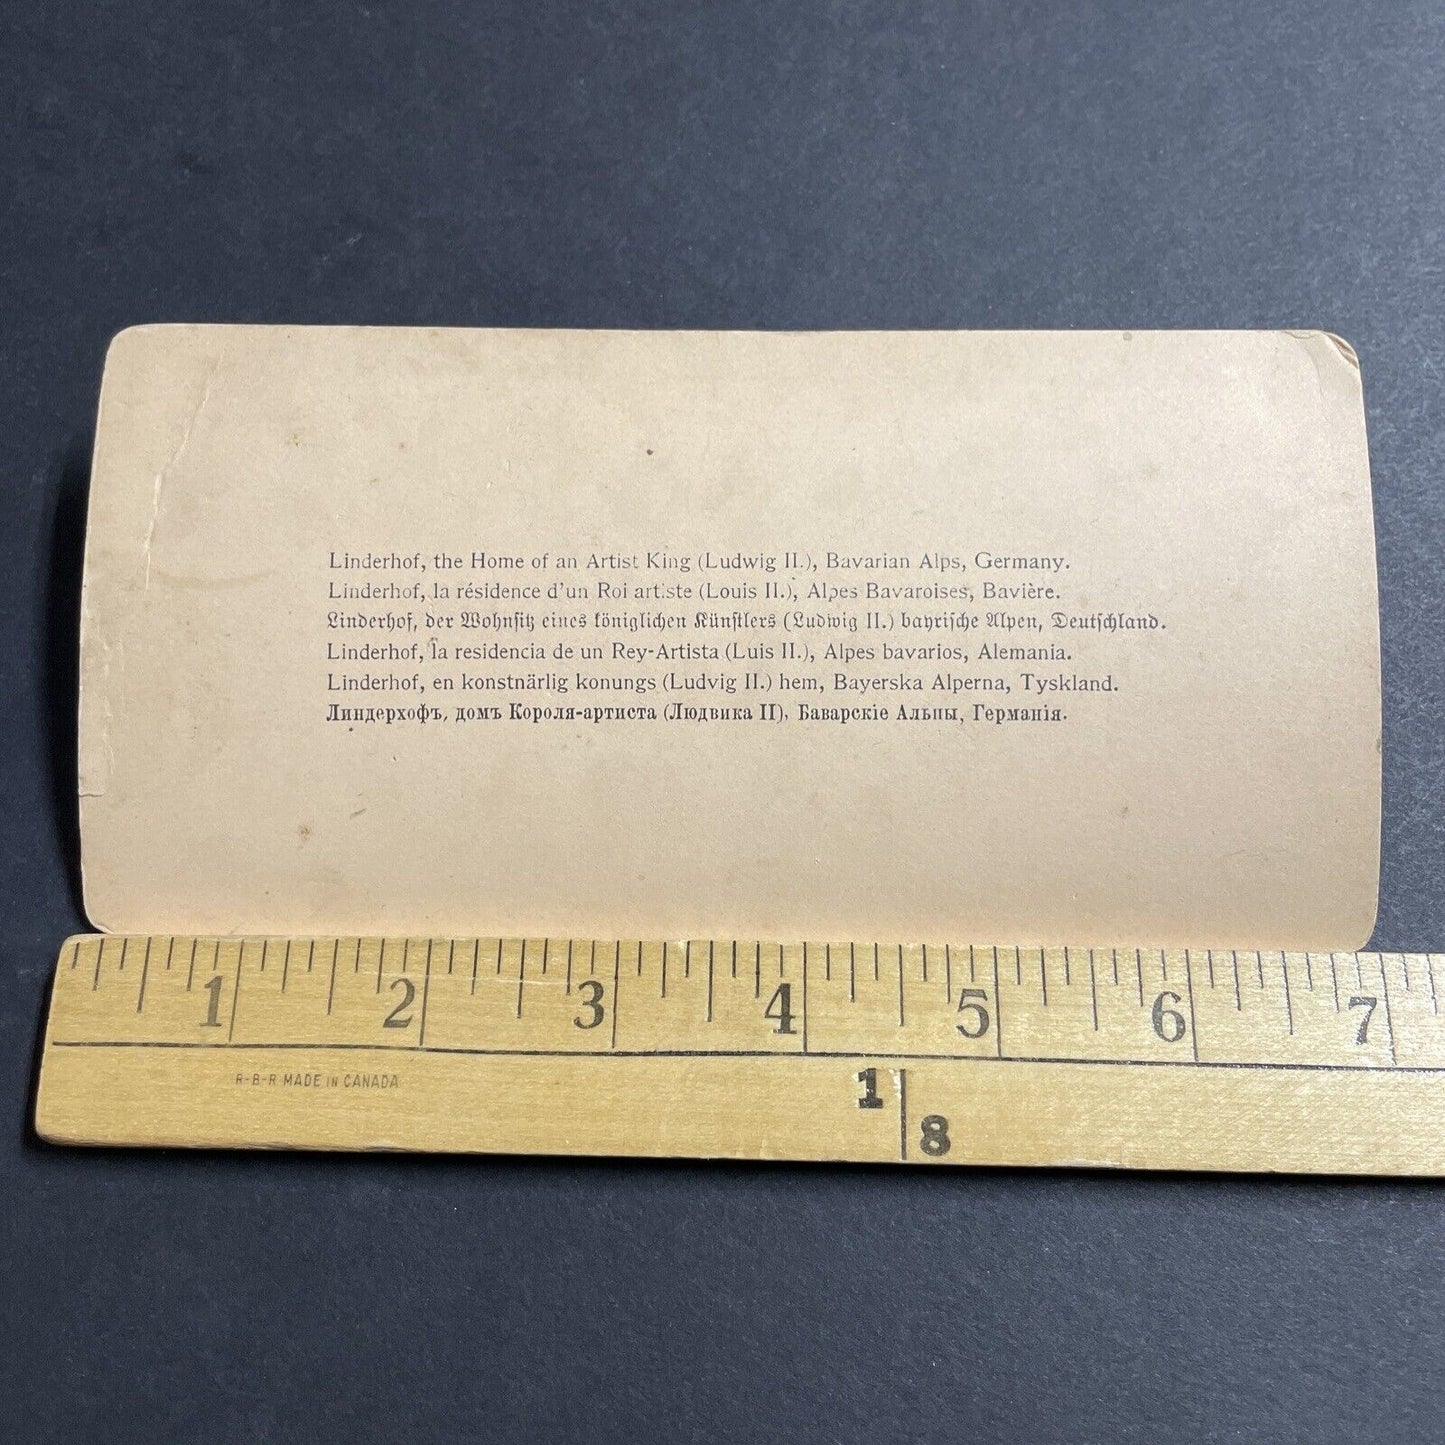 Linderhof, the Home of an Artist King (Ludwig II.), Bavarian Alps, Germany.
Linderhof, la résidence d'un Roi artiste (Louis II.), Alpes Bavaroises, Bavière.
Linderhof, der Wohnsitz eines königlichen Künstlers (Ludwig II.) bayrische Alpen, Deutschland.
Linderhof, la residencia de un Rey-Artista (Luis II.), Alpes bavarios, Alemania.
Linderhof, en konstnärlig konungs (Ludvig II.) hem, Bayerska Alperna, Tyskland.
Линдерхофъ, домъ Короля-артиста (Людвика II), Баварскіе Альпы, Германія.
1 2 3 4 5 6 7
R-B-R MADE IN CANADA
1
8